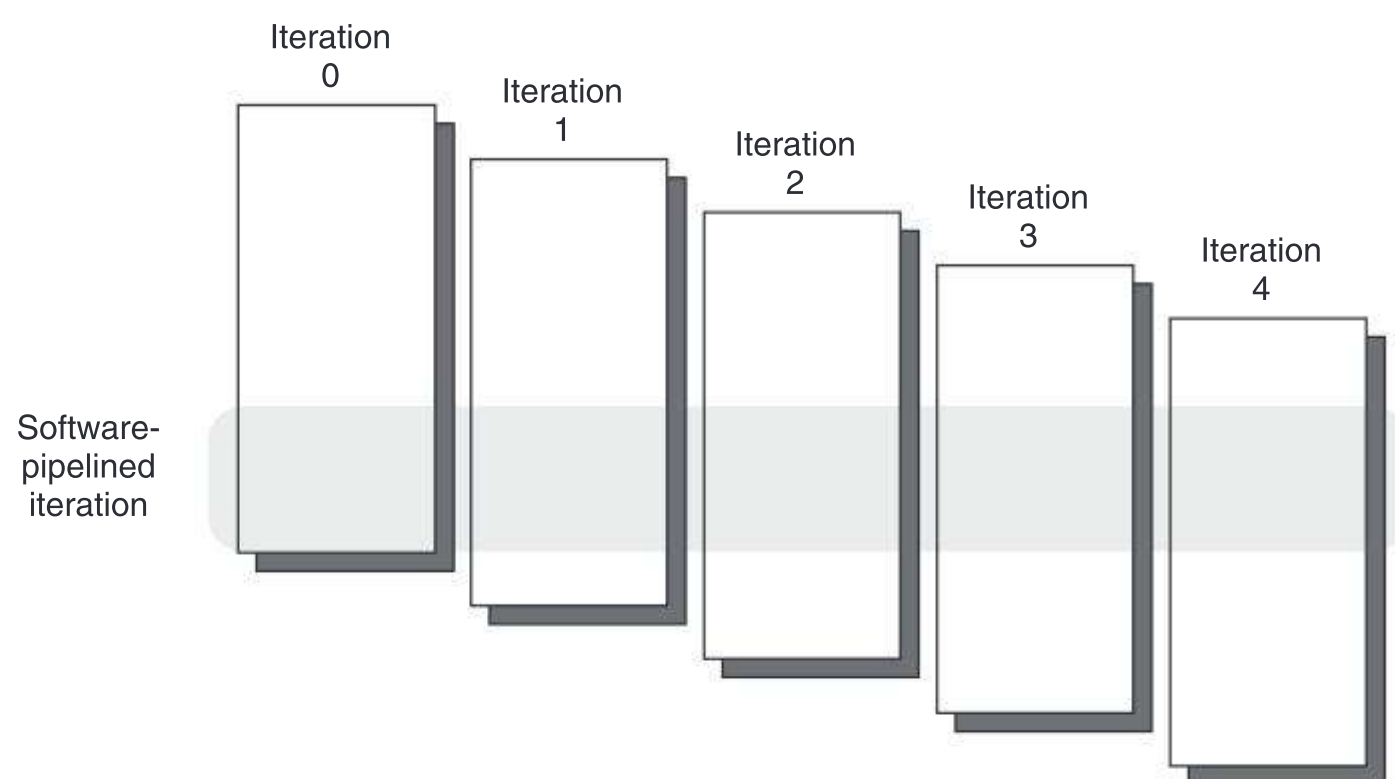 Iteration
0
Iteration
1
Iteration
2
Iteration
3
Iteration
4
Software-
pipelined
iteration